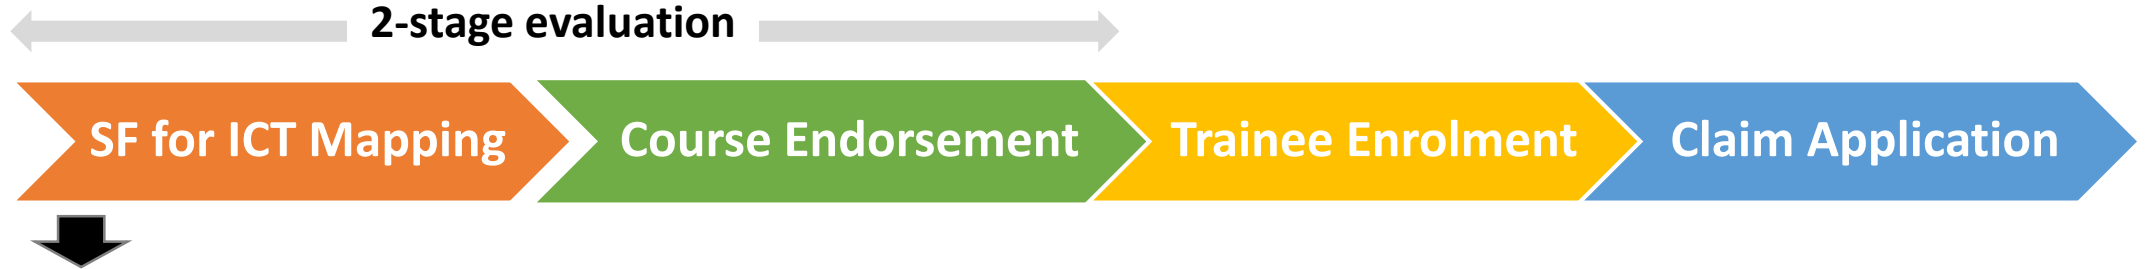 2-stage evaluation
SF for ICT Mapping
Course Endorsement
Trainee Enrolment
Claim Application